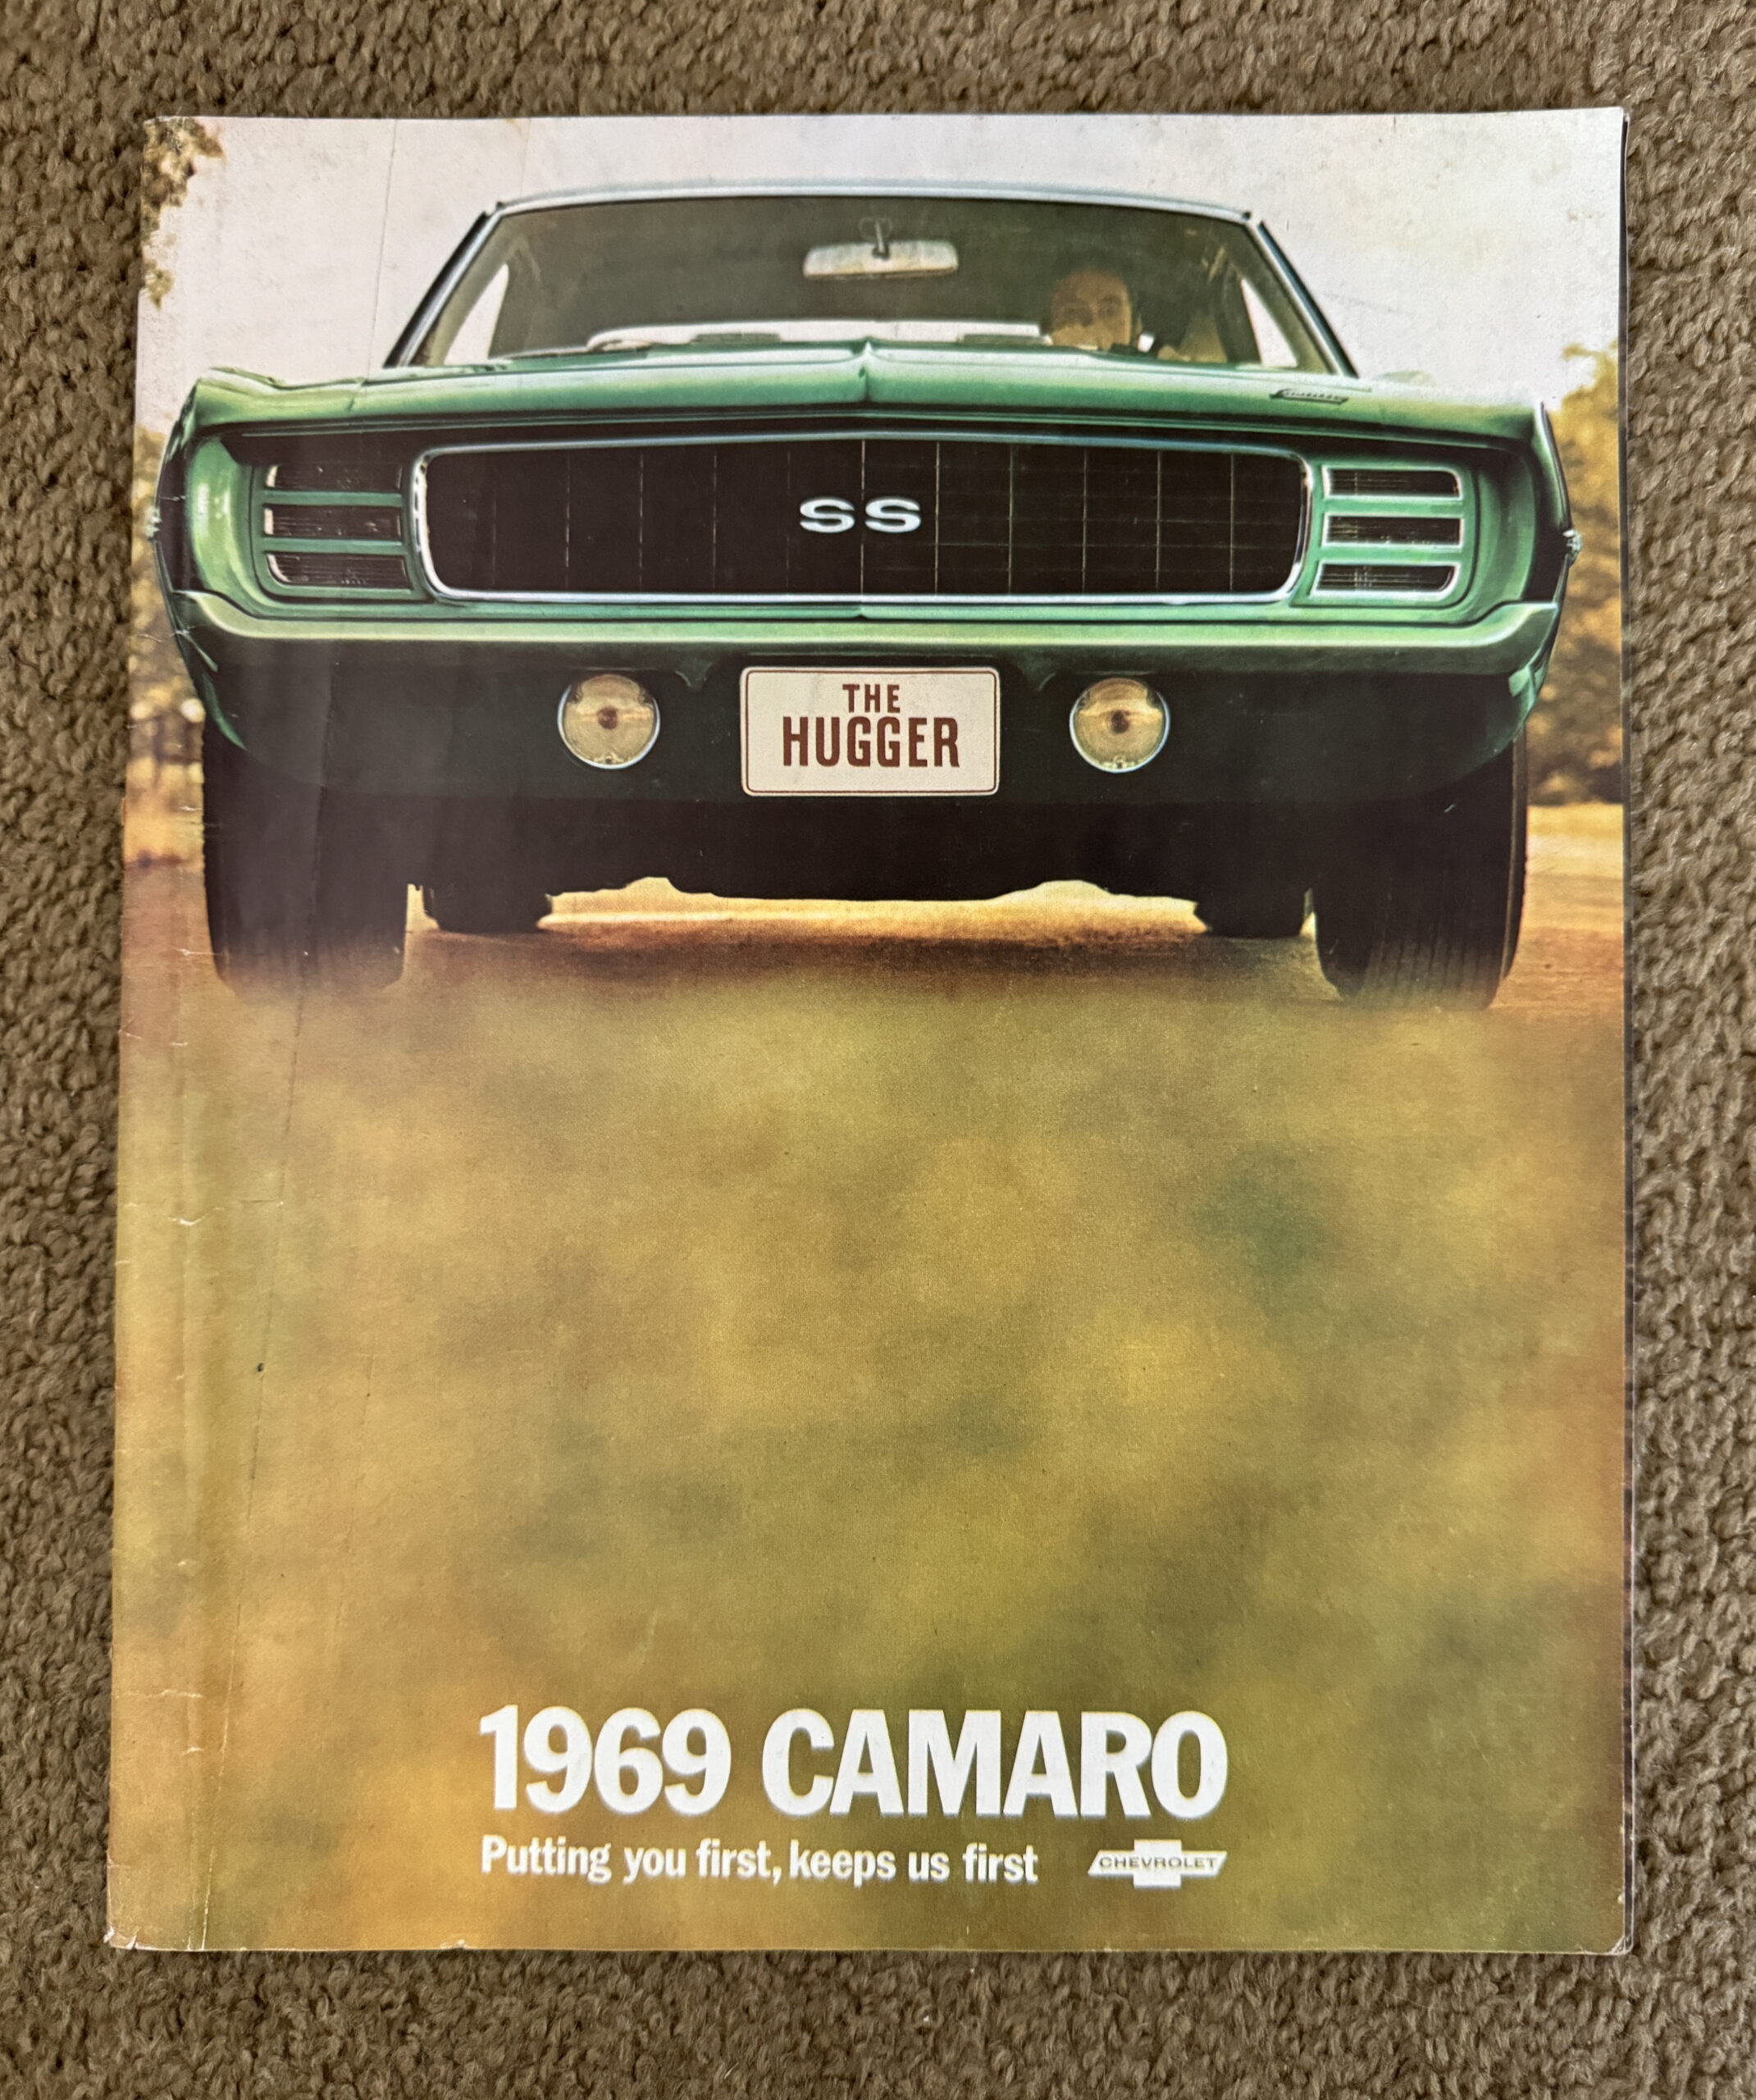 SS
THE
HUGGER
1969 CAMARO
Putting you first, keeps us first
CHEVROLET